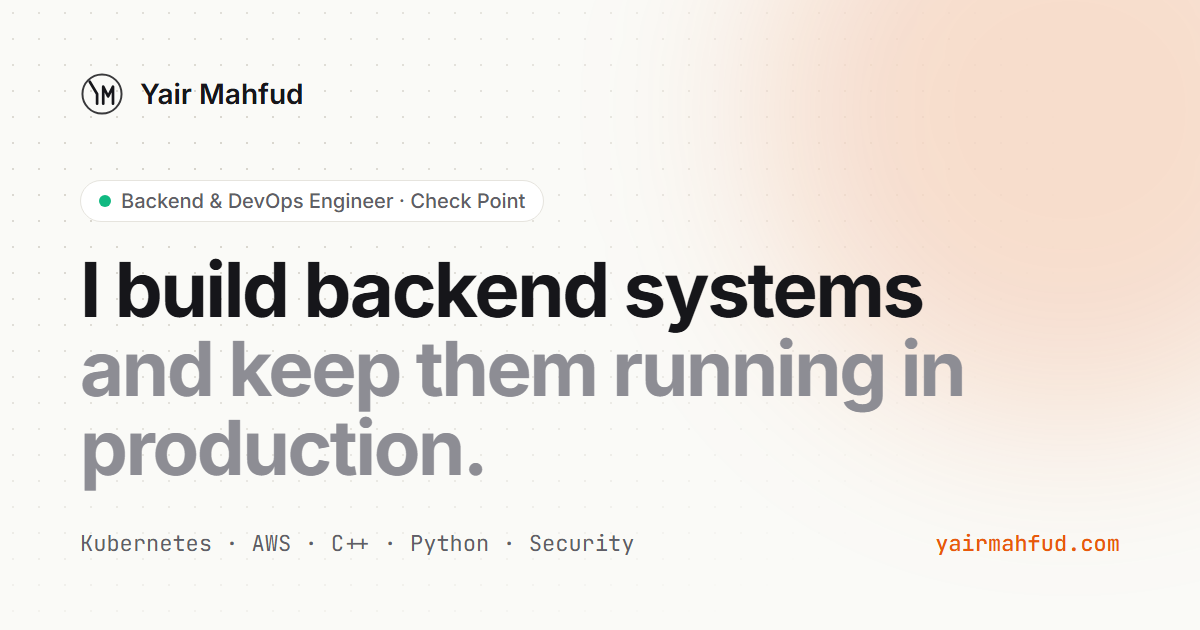 YM
Yair Mahfud
Backend & DevOps Engineer · Check Point
I build backend systems
and keep them running in
production.
Kubernetes · AWS · C++ · Python · Security
yairmahfud.com